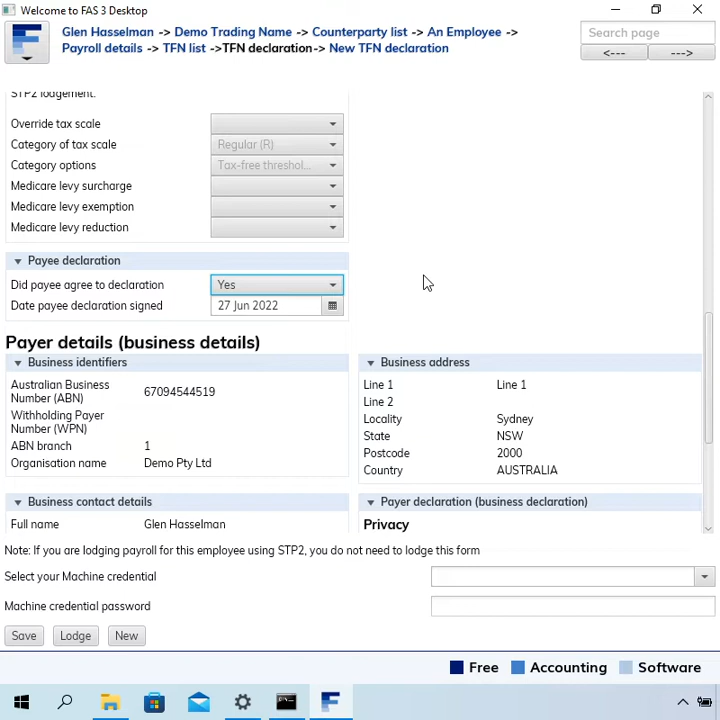 Welcome to FAS 3 Desktop
Glen Hasselman -> Demo Trading Name -> Counterparty list -> An Employee ->
Payroll details -> TFN list ->TFN declaration-> New TFN declaration
Search page
<---
--->
STP2 lodgement.
Override tax scale
Category of tax scale Regular (R)
Category options Tax-free threshol...
Medicare levy surcharge
Medicare levy exemption
Medicare levy reduction
Payee declaration
Did payee agree to declaration Yes
Date payee declaration signed 27 Jun 2022
Payer details (business details)
Business identifiers
Australian Business
Number (ABN) 67094544519
Withholding Payer
Number (WPN)
ABN branch 1
Organisation name Demo Pty Ltd
Business address
Line 1 Line 1
Line 2
Locality Sydney
State NSW
Postcode 2000
Country AUSTRALIA
Business contact details
Full name Glen Hasselman
Payer declaration (business declaration)
Privacy
Note: If you are lodging payroll for this employee using STP2, you do not need to lodge this form
Select your Machine credential
Machine credential password
Save Lodge New
Free Accounting Software